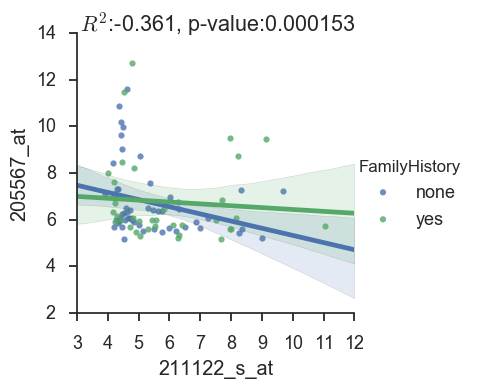 R²:-0.361, p-value:0.000153
14
12
10
8
6
4
2
205567_at
3 4 5 6 7 8 9 10 11 12
211122_s_at
FamilyHistory
none
yes